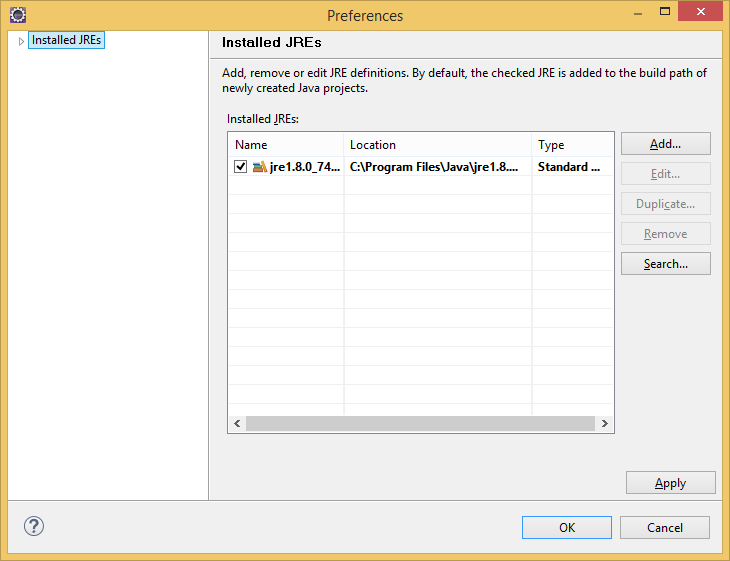 Preferences
Installed JREs
Installed JREs
Add, remove or edit JRE definitions. By default, the checked JRE is added to the build path of
newly created Java projects.
Installed JREs:
Name Location Type
jre1.8.0_74... C:\Program Files\Java\jre1.8.... Standard ...
Add...
Edit...
Duplicate...
Remove
Search...
Apply
? OK Cancel